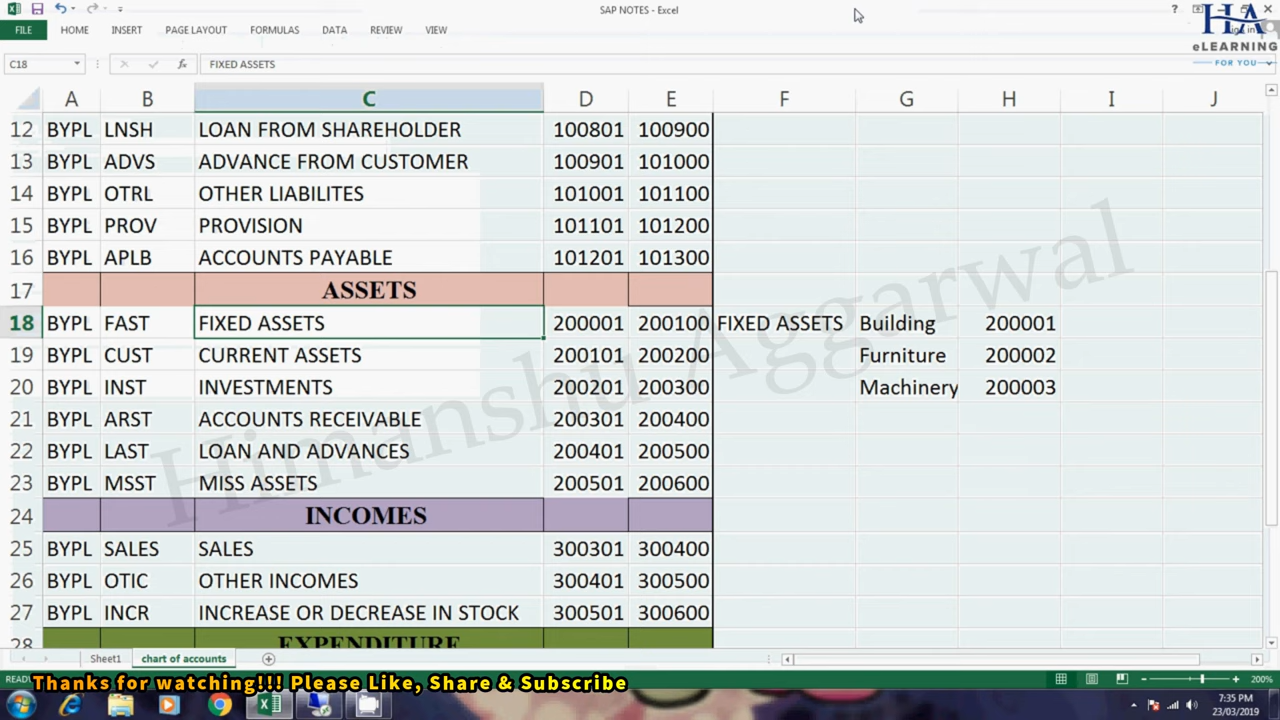 SAP NOTES - Excel
FILE HOME INSERT PAGE LAYOUT FORMULAS DATA REVIEW VIEW
HA
eLEARNING
FOR YOU
C18 fx FIXED ASSETS
A B C D E F G H I J
12 BYPL LNSH LOAN FROM SHAREHOLDER 100801 100900
13 BYPL ADVS ADVANCE FROM CUSTOMER 100901 101000
14 BYPL OTRL OTHER LIABILITES 101001 101100
15 BYPL PROV PROVISION 101101 101200
16 BYPL APLB ACCOUNTS PAYABLE 101201 101300
17 ASSETS
18 BYPL FAST FIXED ASSETS 200001 200100 FIXED ASSETS Building 200001
19 BYPL CUST CURRENT ASSETS 200101 200200 Furniture 200002
20 BYPL INST INVESTMENTS 200201 200300 Machinery 200003
21 BYPL ARST ACCOUNTS RECEIVABLE 200301 200400
22 BYPL LAST LOAN AND ADVANCES 200401 200500
23 BYPL MSST MISS ASSETS 200501 200600
24 INCOMES
25 BYPL SALES SALES 300301 300400
26 BYPL OTIC OTHER INCOMES 300401 300500
27 BYPL INCR INCREASE OR DECREASE IN STOCK 300501 300600
28 EXPENDITURE
Himanshu Aggarwal
Sheet1 chart of accounts
200%
Thanks for watching!!! Please Like, Share & Subscribe
7:35 PM
23/03/2019